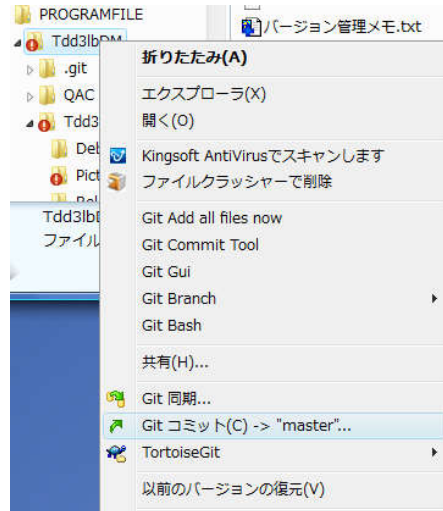 PROGRAMFILE
Tdd3lbDM
.git
QAC
Tdd3
バージョン管理メモ.txt
折りたたみ(A)
エクスプローラ(X)
開く(O)
Kingsoft AntiVirusでスキャンします
ファイルクラッシャーで削除
Git Add all files now
Git Commit Tool
Git Gui
Git Branch
Git Bash
共有(H)...
Git 同期...
Git コミット(C) -> "master"...
TortoiseGit
以前のバージョンの復元(V)
Pict
Tdd3lb
ファイル